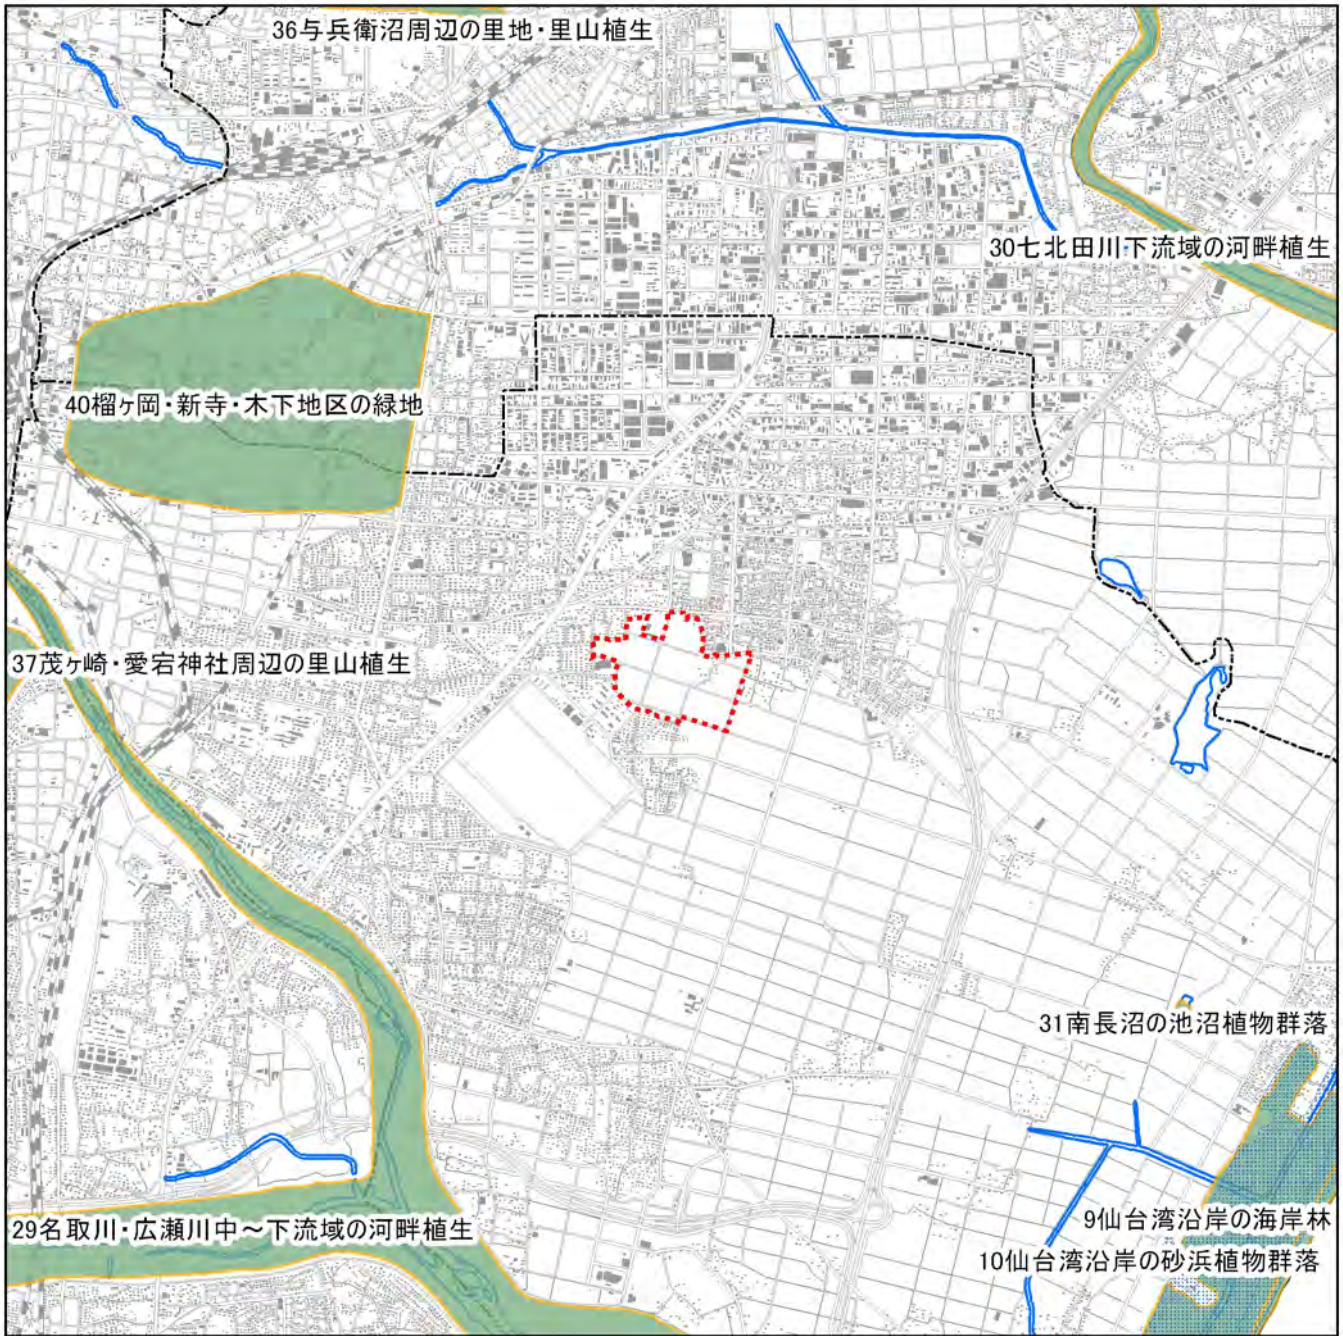 36与兵衛沼周辺の里地・里山植生
30七北田川下流域の河畔植生
40榴ヶ岡・新寺・木下地区の緑地
37茂ヶ崎・愛宕神社周辺の里山植生
31南長沼の池沼植物群落
29名取川・広瀬川中～下流域の河畔植生
9仙台湾沿岸の海岸林
10仙台湾沿岸の砂浜植物群落